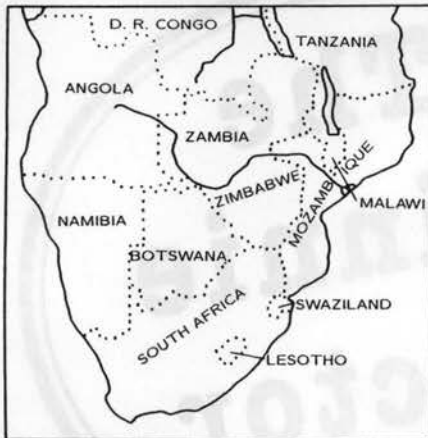 D. R. CONGO
TANZANIA
ANGOLA
ZAMBIA
ZIMBABWE
MOZAMBIQUE
MALAWI
NAMIBIA
BOTSWANA
SWAZILAND
SOUTH AFRICA
LESOTHO